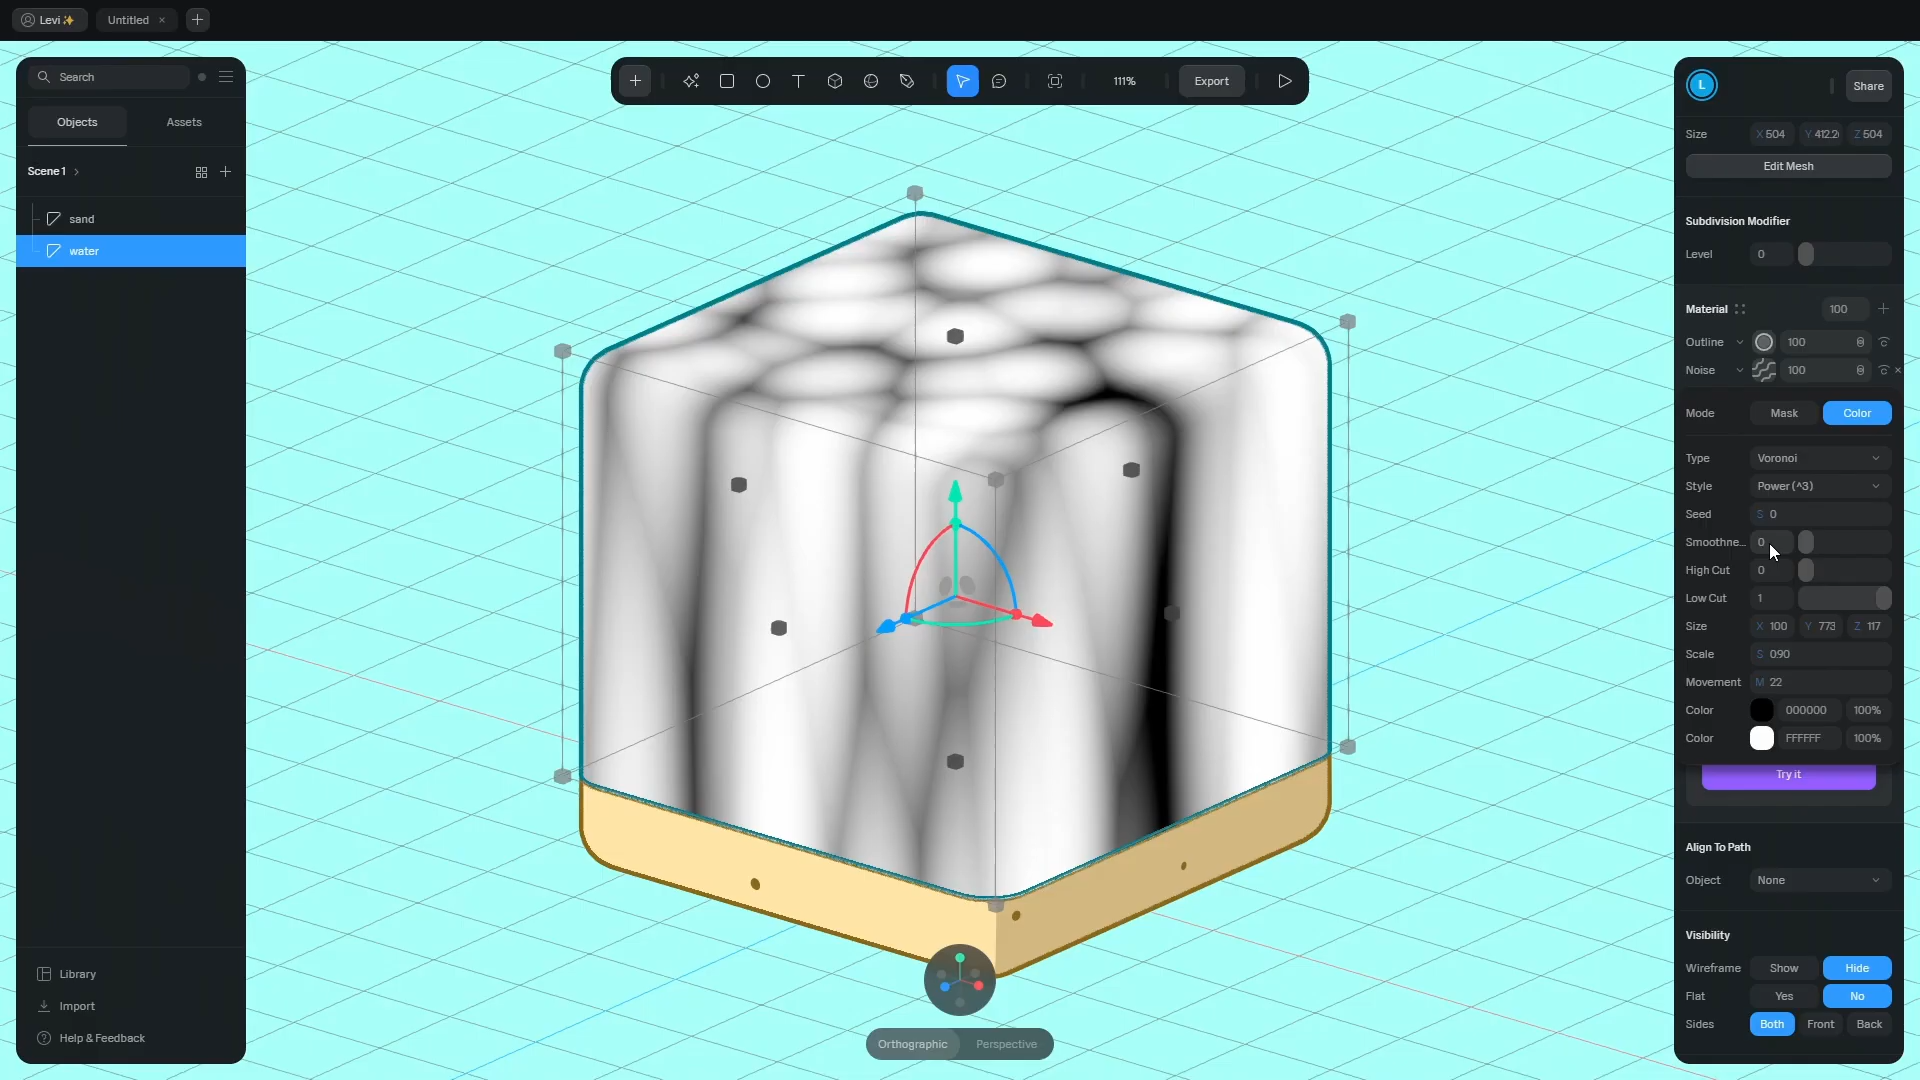 Levi✨
Untitled
Search
111%
Export
L
Share
Objects
Assets
Scene 1
sand
water
Library
Import
Help & Feedback
Orthographic
Perspective
Size X 504 Y 412.2 Z 504
Edit Mesh
Subdivision Modifier
Level 0
Material 100
Outline 100
Noise 100
Mode Mask Color
Type Voronoi
Style Power (^3)
Seed S 0
Smoothne... 0
High Cut 0
Low Cut 1
Size X 100 Y 773 Z 117
Scale S 0.90
Movement M 22
Color 000000 100%
Color FFFFFF 100%
Try it
Align To Path
Object None
Visibility
Wireframe Show Hide
Flat Yes No
Sides Both Front Back